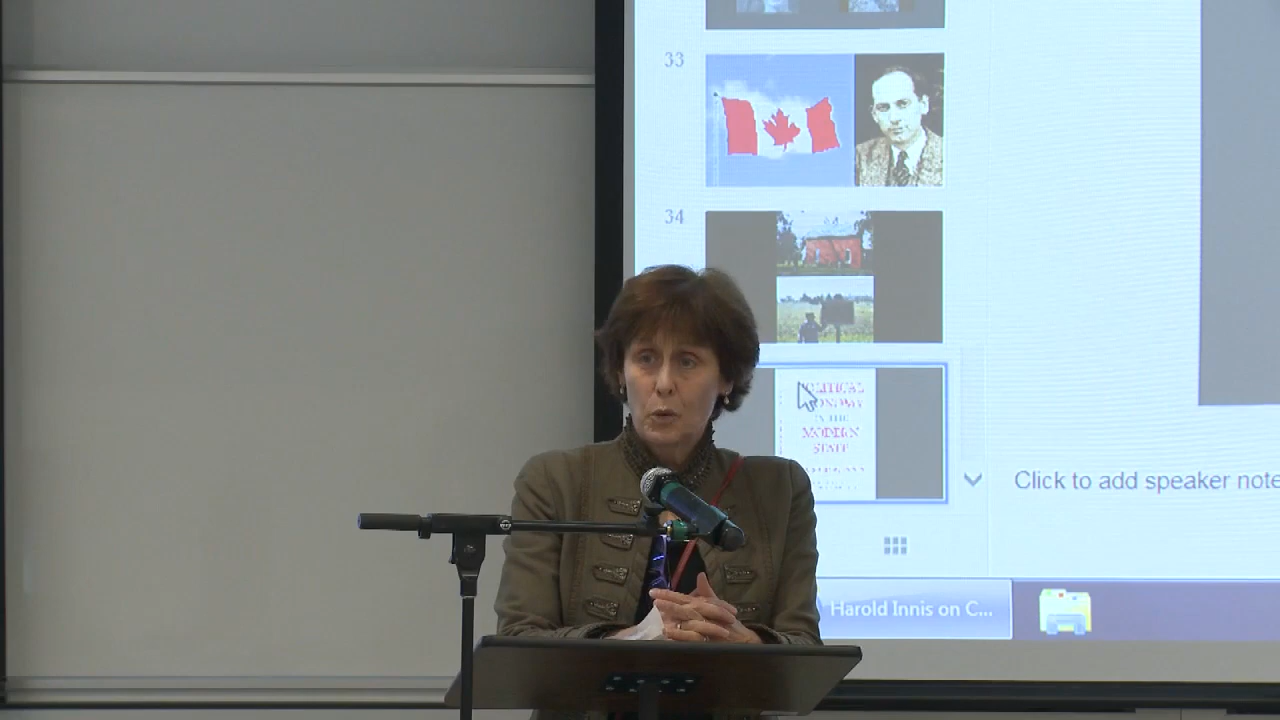 33
34
POLITICAL
ECONOMY
IN THE
MODERN
STATE
Click to add speaker note
Harold Innis on C...